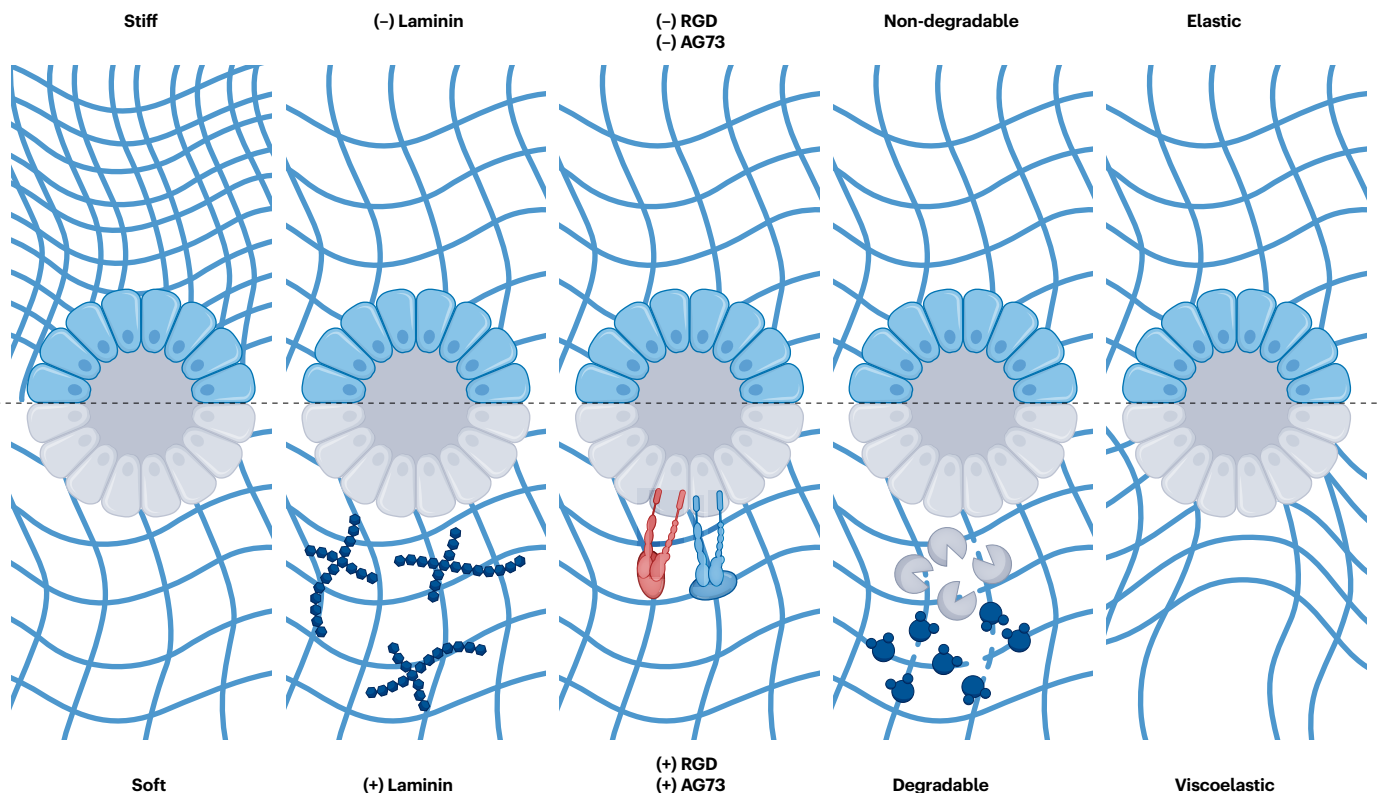 Stiff
(–) Laminin
(–) RGD
(–) AG73
Non-degradable
Elastic
Soft
(+) Laminin
(+) RGD
(+) AG73
Degradable
Viscoelastic